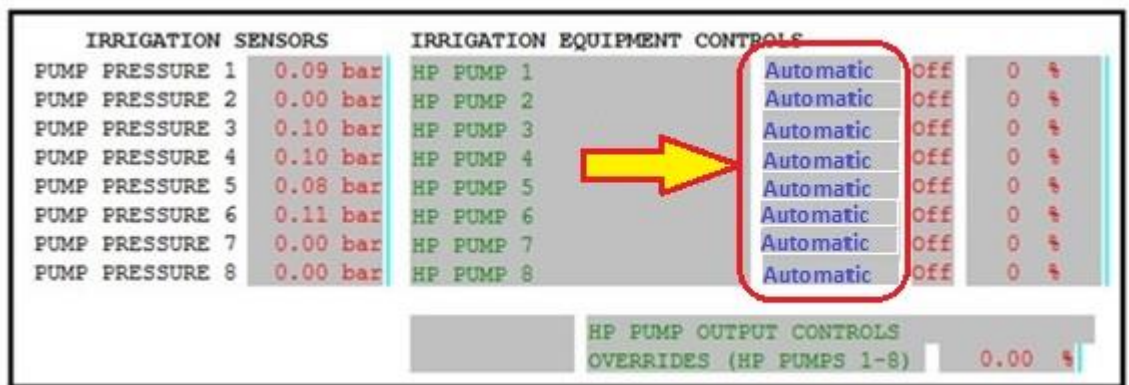 IRRIGATION SENSORS IRRIGATION EQUIPMENT CONTROLS
PUMP PRESSURE 1 0.09 bar HP PUMP 1 Automatic Off 0 %
PUMP PRESSURE 2 0.00 bar HP PUMP 2 Automatic Off 0 %
PUMP PRESSURE 3 0.10 bar HP PUMP 3 Automatic Off 0 %
PUMP PRESSURE 4 0.10 bar HP PUMP 4 Automatic Off 0 %
PUMP PRESSURE 5 0.08 bar HP PUMP 5 Automatic Off 0 %
PUMP PRESSURE 6 0.11 bar HP PUMP 6 Automatic Off 0 %
PUMP PRESSURE 7 0.00 bar HP PUMP 7 Automatic Off 0 %
PUMP PRESSURE 8 0.00 bar HP PUMP 8 Automatic Off 0 %
HP PUMP OUTPUT CONTROLS
OVERRIDES (HP PUMPS 1-8) 0.00 %